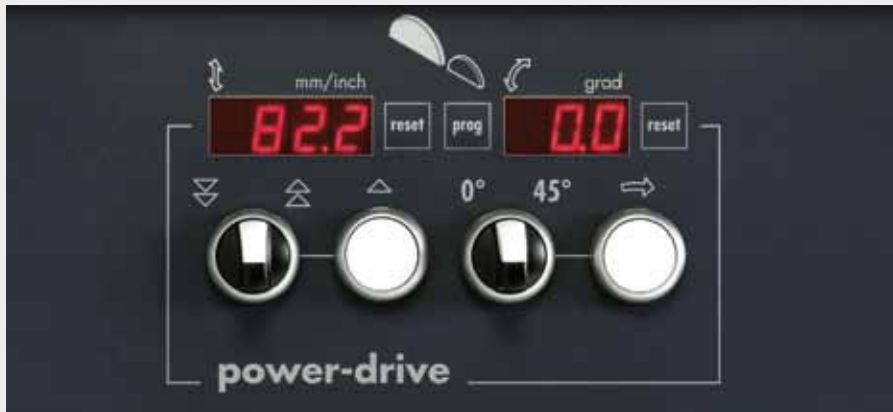 mm/inch
grad
82.2 reset prog 0.0 reset
0° 45°
power-drive